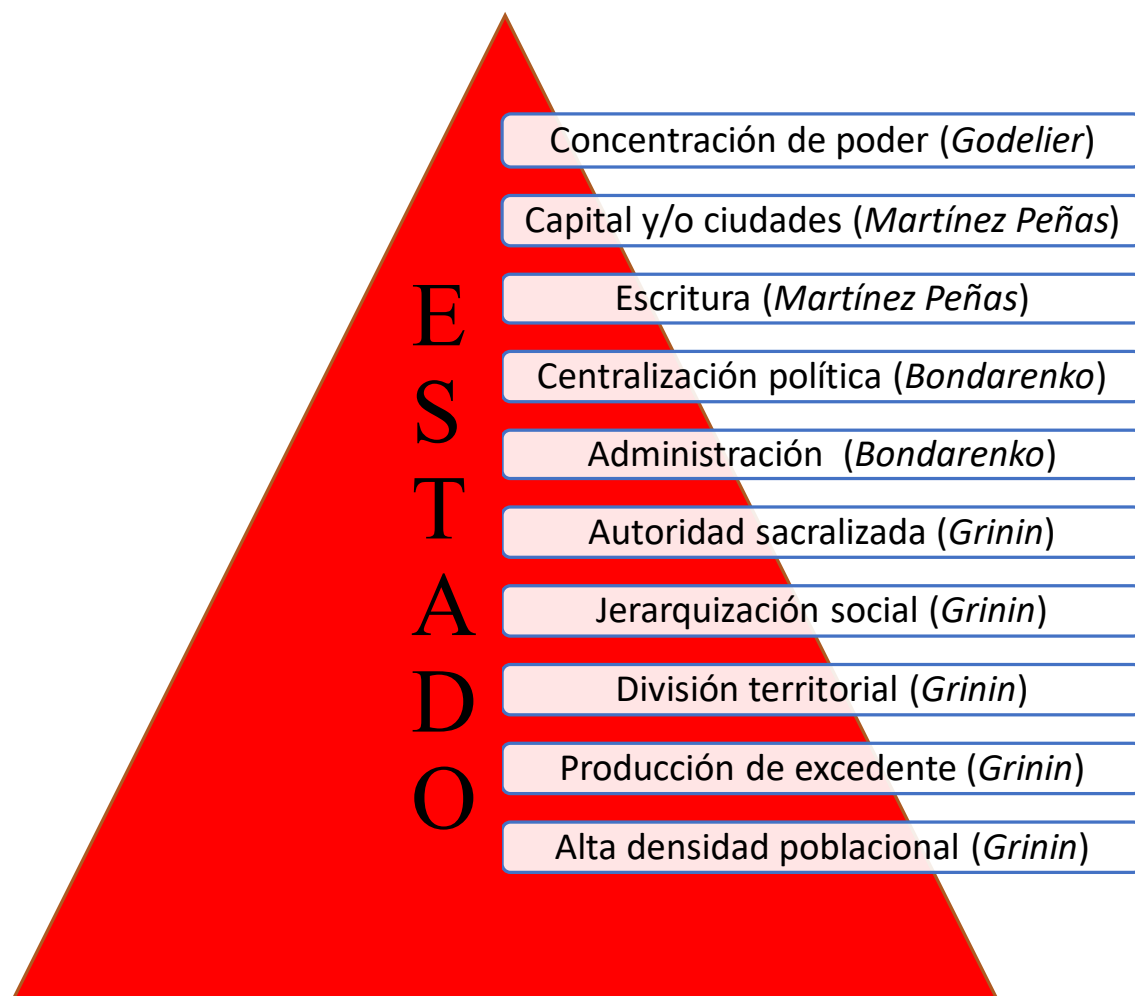 Concentración de poder (Godelier)
Capital y/o ciudades (Martínez Peñas)
Escritura (Martínez Peñas)
Centralización política (Bondarenko)
Administración  (Bondarenko)
Autoridad sacralizada (Grinin)
Jerarquización social (Grinin)
División territorial (Grinin)
Producción de excedente (Grinin)
Alta densidad poblacional (Grinin)
E
S
T
A
D
O